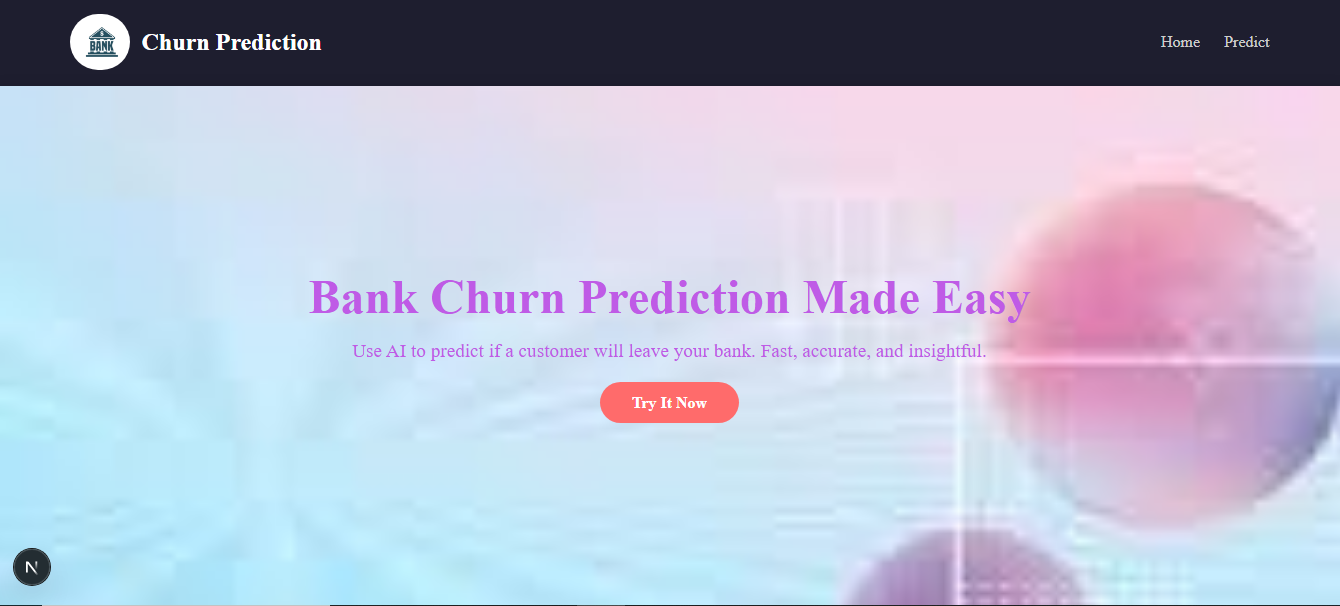 BANK
Churn Prediction
Home
Predict
Bank Churn Prediction Made Easy
Use AI to predict if a customer will leave your bank. Fast, accurate, and insightful.
Try It Now
N